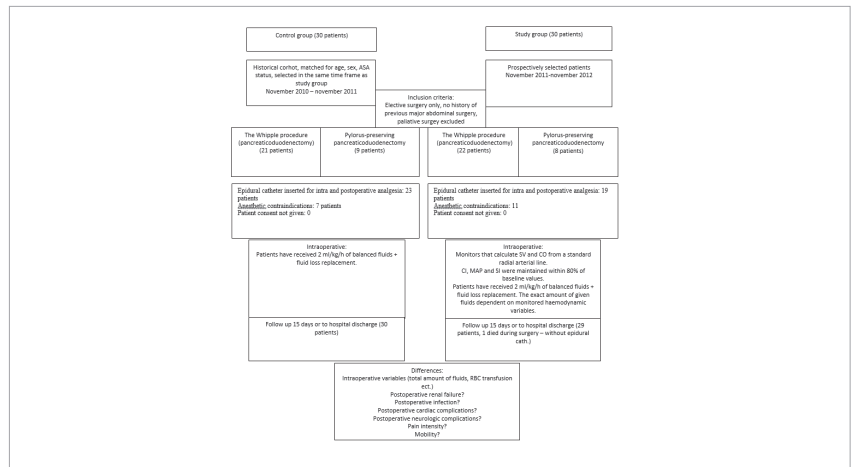 Control group (30 patients)
Study group (30 patients)
Historical corhot, matched for age, sex, ASA
status, selected in the same time frame as
study group
November 2010 – november 2011
Prospectively selected patients
November 2011-november 2012
Inclusion criteria:
Elective surgery only, no history of
previous major abdominal surgery,
paliative surgey excluded
The Whipple procedure
(pancreaticoduodenectomy)
(21 patients)
Pylorus-preserving
pancreaticoduodenectomy
(9 patients)
The Whipple procedure
(pancreaticoduodenectomy)
(22 patients)
Pylorus-preserving
pancreaticoduodenectomy
(8 patients)
Epidural catheter inserted for intra and postoperative analgesia: 23
patients
Anesthetic contraindications: 7 patients
Patient consent not given: 0
Epidural catheter inserted for intra and postoperative analgesia: 19
patients
Anesthetic contraindications: 11
Patient consent not given: 0
Intraoperative:
Patients have received 2 ml/kg/h of balanced fluids +
fluid loss replacement.
Intraoperative:
Monitors that calculate SV and CO from a standard
radial arterial line.
CI, MAP and SI were maintained within 80% of
baseline values.
Patients have received 2 ml/kg/h of balanced fluids +
fluid loss replacement. The exact amount of given
fluids dependent on monitored haemodynamic
variables.
Follow up 15 days or to hospital discharge (30
patients)
Follow up 15 days or to hospital discharge (29
patients, 1 died during surgery – without epidural
cath.)
Differences:
Intraoperative variables (total amount of fluids, RBC transfusion
ect.)
Postoperative renal failure?
Postoperative infection?
Postoperative cardiac complications?
Postoperative neurologic complications?
Pain intensity?
Mobility?